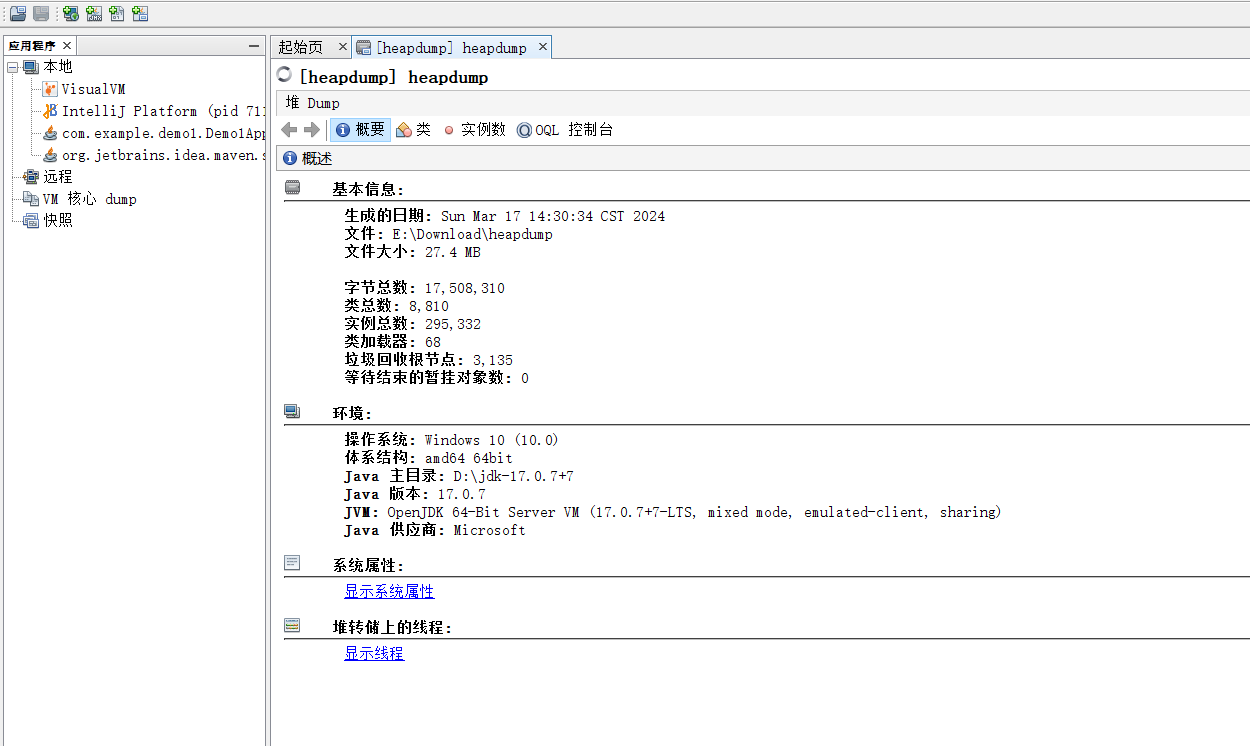 应用程序
本地
VisualVM
IntelliJ Platform (pid 711
com.example.demo1.Demo1App
org.jetbrains.idea.maven.s
远程
VM 核心 dump
快照
起始页 [heapdump] heapdump
[heapdump] heapdump
堆 Dump
概要 类 实例数 OQL 控制台
概述
基本信息:
生成的日期: Sun Mar 17 14:30:34 CST 2024
文件: E:\Download\heapdump
文件大小: 27.4 MB
字节总数: 17,508,310
类总数: 8,810
实例总数: 295,332
类加载器: 68
垃圾回收根节点: 3,135
等待结束的暂挂对象数: 0
环境:
操作系统: Windows 10 (10.0)
体系结构: amd64 64bit
Java 主目录: D:\jdk-17.0.7+7
Java 版本: 17.0.7
JVM: OpenJDK 64-Bit Server VM (17.0.7+7-LTS, mixed mode, emulated-client, sharing)
Java 供应商: Microsoft
系统属性:
显示系统属性
堆转储上的线程:
显示线程